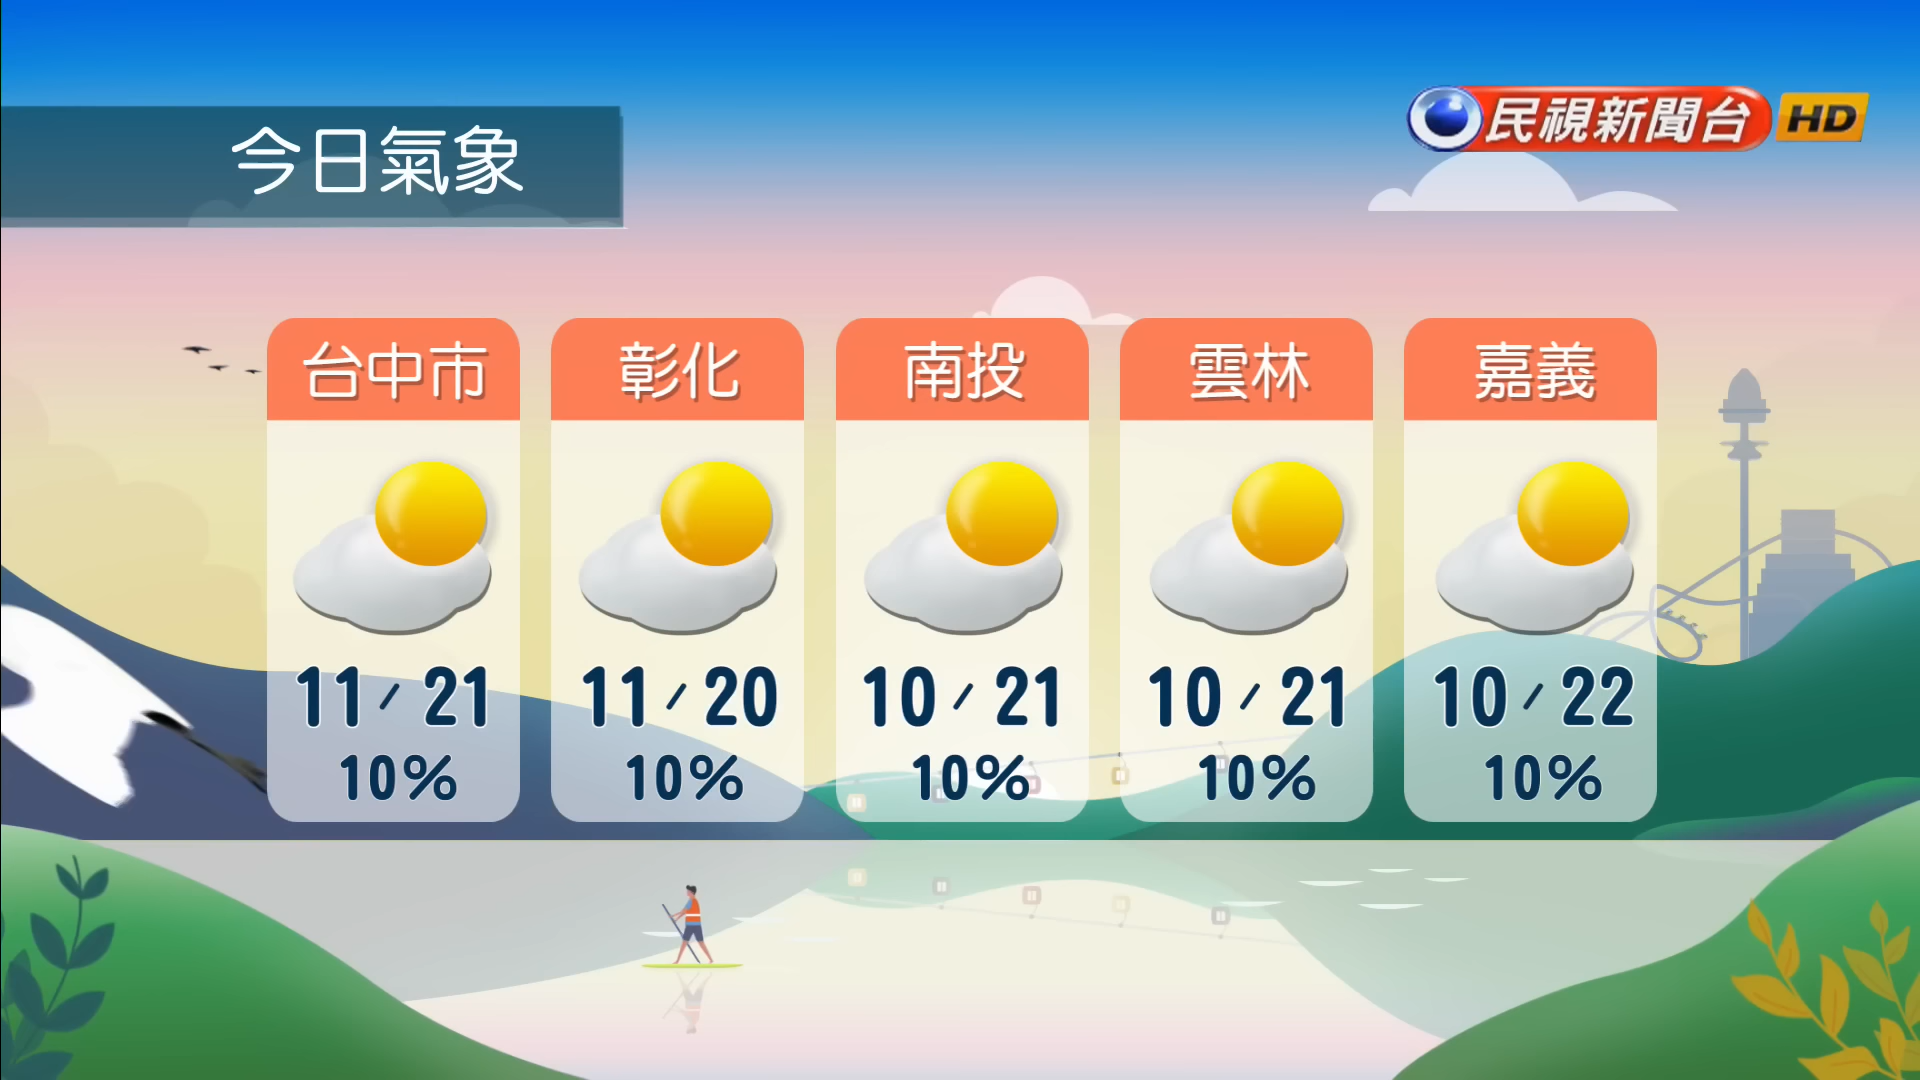 民視新聞台 HD
今日氣象
台中市 彰化 南投 雲林 嘉義
11/21 11/20 10/21 10/21 10/22
10% 10% 10% 10% 10%